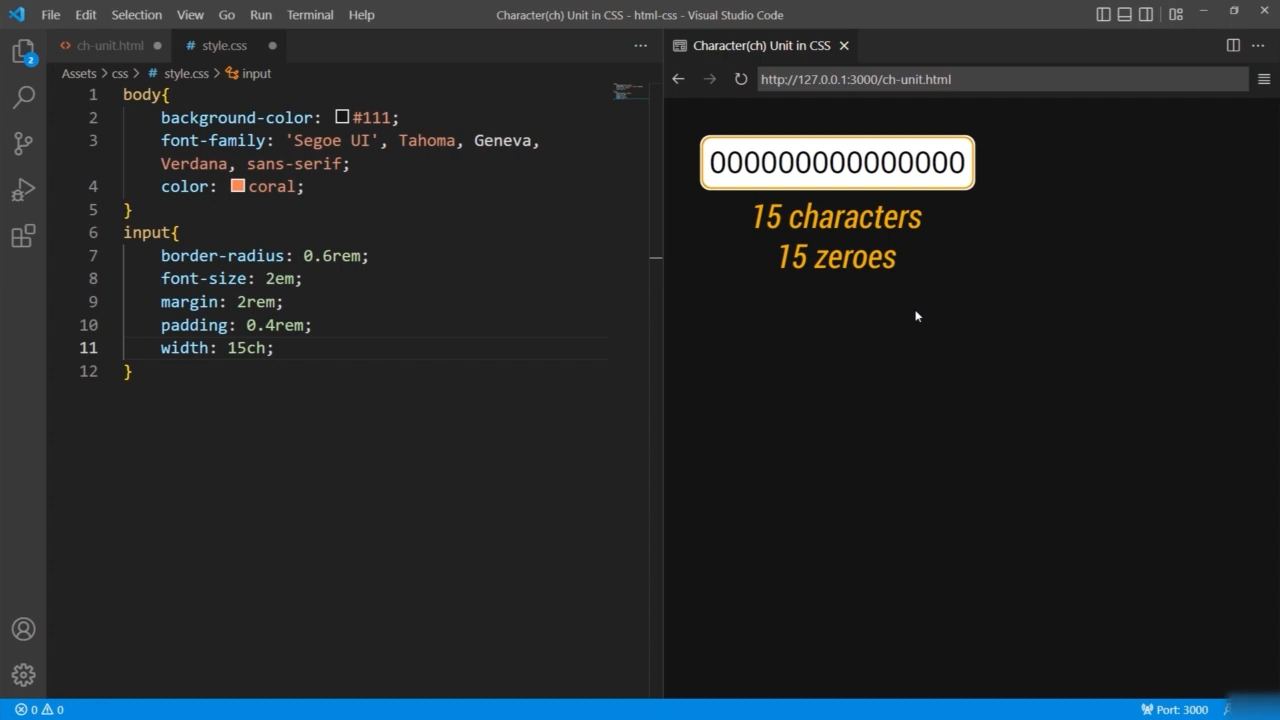 File Edit Selection View Go Run Terminal Help
Character(ch) Unit in CSS - html-css - Visual Studio Code
2
<> ch-unit.html
# style.css
Assets > css > # style.css > input
1 body{
2 background-color: #111;
3 font-family: 'Segoe UI', Tahoma, Geneva,
Verdana, sans-serif;
4 color: coral;
5 }
6 input{
7 border-radius: 0.6rem;
8 font-size: 2em;
9 margin: 2rem;
10 padding: 0.4rem;
11 width: 15ch;
12 }
Character(ch) Unit in CSS
http://127.0.0.1:3000/ch-unit.html
000000000000000
15 characters
15 zeroes
0 0
Port: 3000